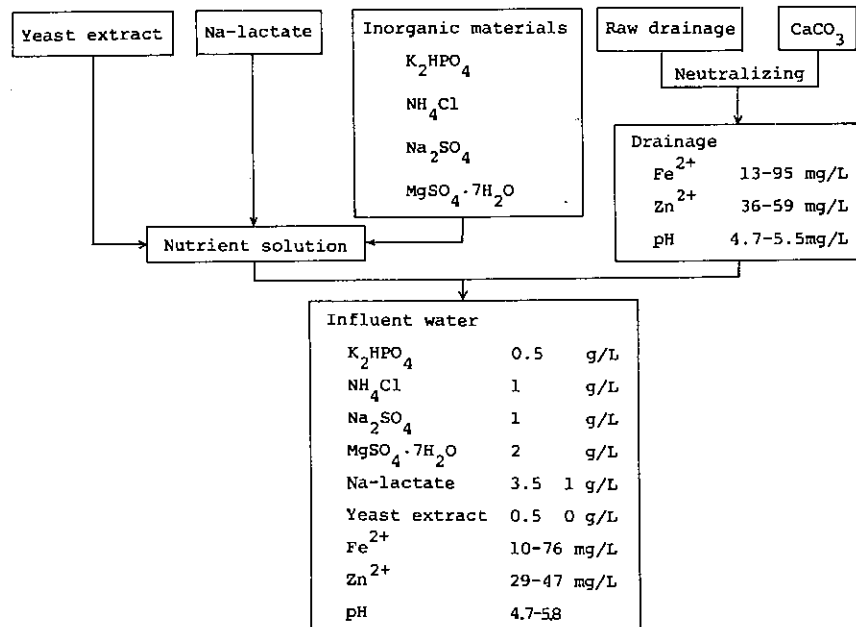 Yeast extract
Na-lactate
Inorganic materials
K2HPO4
NH4Cl
Na2SO4
MgSO4·7H2O
Raw drainage
CaCO3
Neutralizing
Drainage
Fe2+ 13-95 mg/L
Zn2+ 36-59 mg/L
pH 4.7-5.5mg/L
Nutrient solution
Influent water
K2HPO4 0.5 g/L
NH4Cl 1 g/L
Na2SO4 1 g/L
MgSO4·7H2O 2 g/L
Na-lactate 3.5 1 g/L
Yeast extract 0.5 0 g/L
Fe2+ 10-76 mg/L
Zn2+ 29-47 mg/L
pH 4.7-5.8